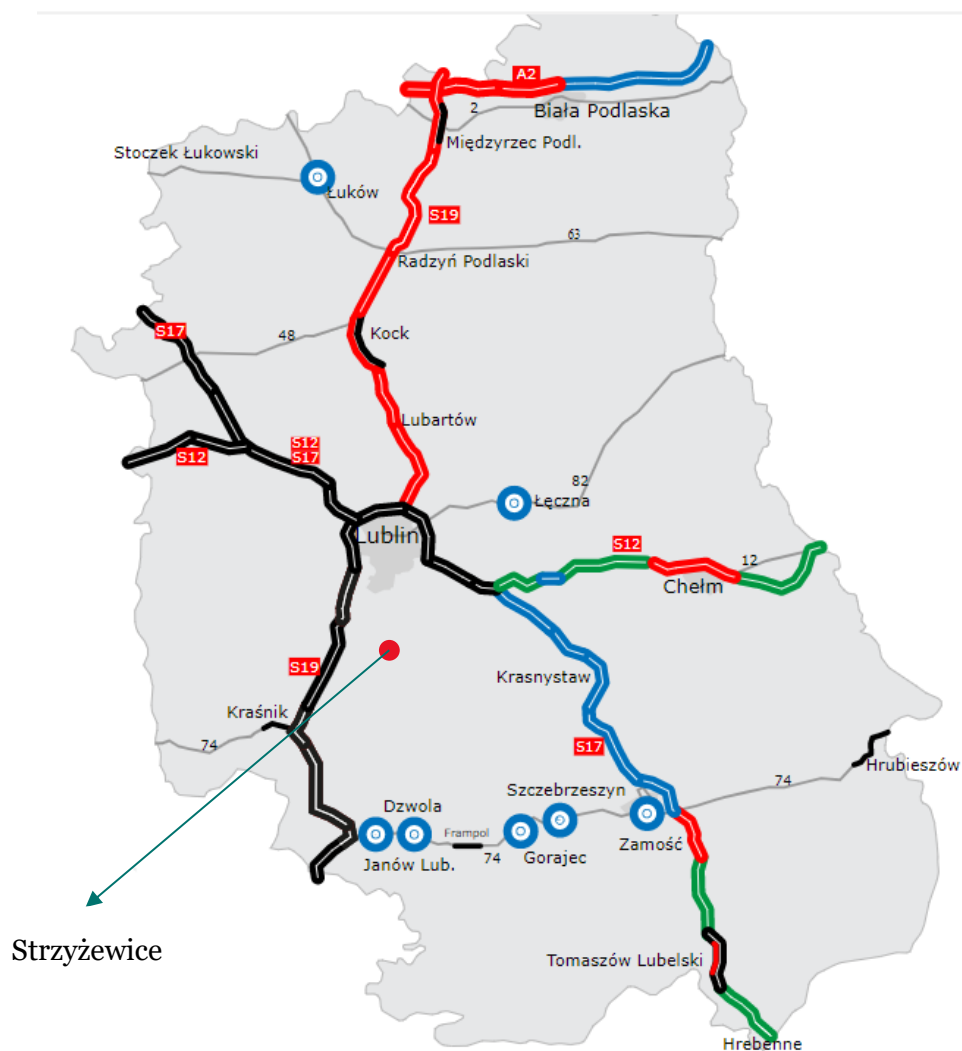 A2
2
Biała Podlaska
Międzyrzec Podl.
Stoczek Łukowski
Łuków
S19
63
Radzyń Podlaski
S17
48
Kock
Lubartów
S12
S12
S17
82
Łęczna
Lublin
S12
12
Chełm
S19
Krasnystaw
Kraśnik
74
S17
Hrubieszów
74
Szczebrzeszyn
Dzwola
Frampol
Janów Lub.
74
Gorajec
Zamość
Strzyżewice
Tomaszów Lubelski
Hrebenne